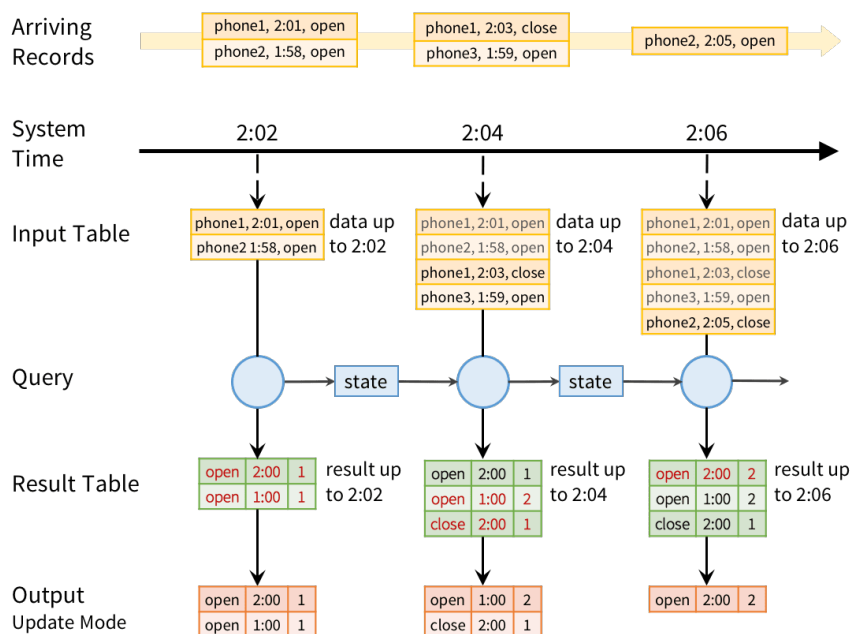 Arriving
Records
phone1, 2:01, open
phone2, 1:58, open
phone1, 2:03, close
phone3, 1:59, open
phone2, 2:05, open
System
Time
2:02
2:04
2:06
Input Table
phone1, 2:01, open
phone2 1:58, open
data up
to 2:02
phone1, 2:01, open
phone2, 1:58, open
phone1, 2:03, close
phone3, 1:59, open
data up
to 2:04
phone1, 2:01, open
phone2, 1:58, open
phone1, 2:03, close
phone3, 1:59, open
phone2, 2:05, close
data up
to 2:06
Query
state
state
Result Table
open 2:00 1
open 1:00 1
result up
to 2:02
open 2:00 1
open 1:00 2
close 2:00 1
result up
to 2:04
open 2:00 2
open 1:00 2
close 2:00 1
result up
to 2:06
Output
Update Mode
open 2:00 1
open 1:00 1
open 1:00 2
close 2:00 1
open 2:00 2